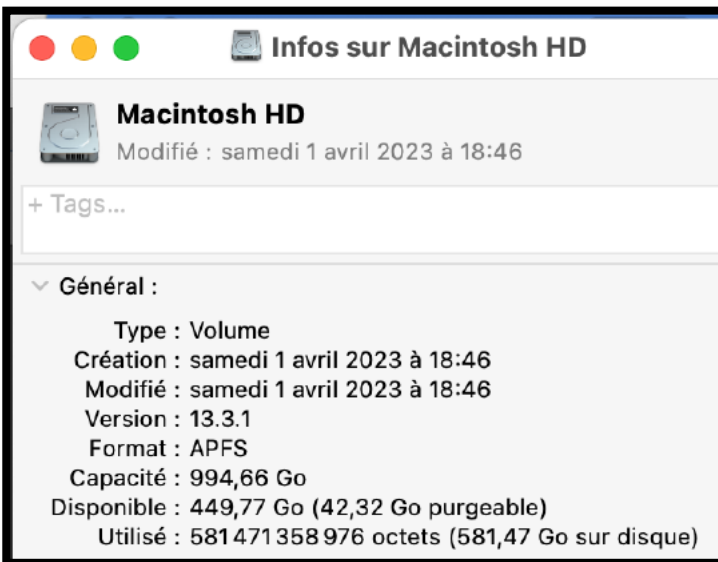 Infos sur Macintosh HD
Macintosh HD
Modifié : samedi 1 avril 2023 à 18:46
+ Tags...
Général :
Type : Volume
Création : samedi 1 avril 2023 à 18:46
Modifié : samedi 1 avril 2023 à 18:46
Version : 13.3.1
Format : APFS
Capacité : 994,66 Go
Disponible : 449,77 Go (42,32 Go purgeable)
Utilisé : 581 471 358 976 octets (581,47 Go sur disque)